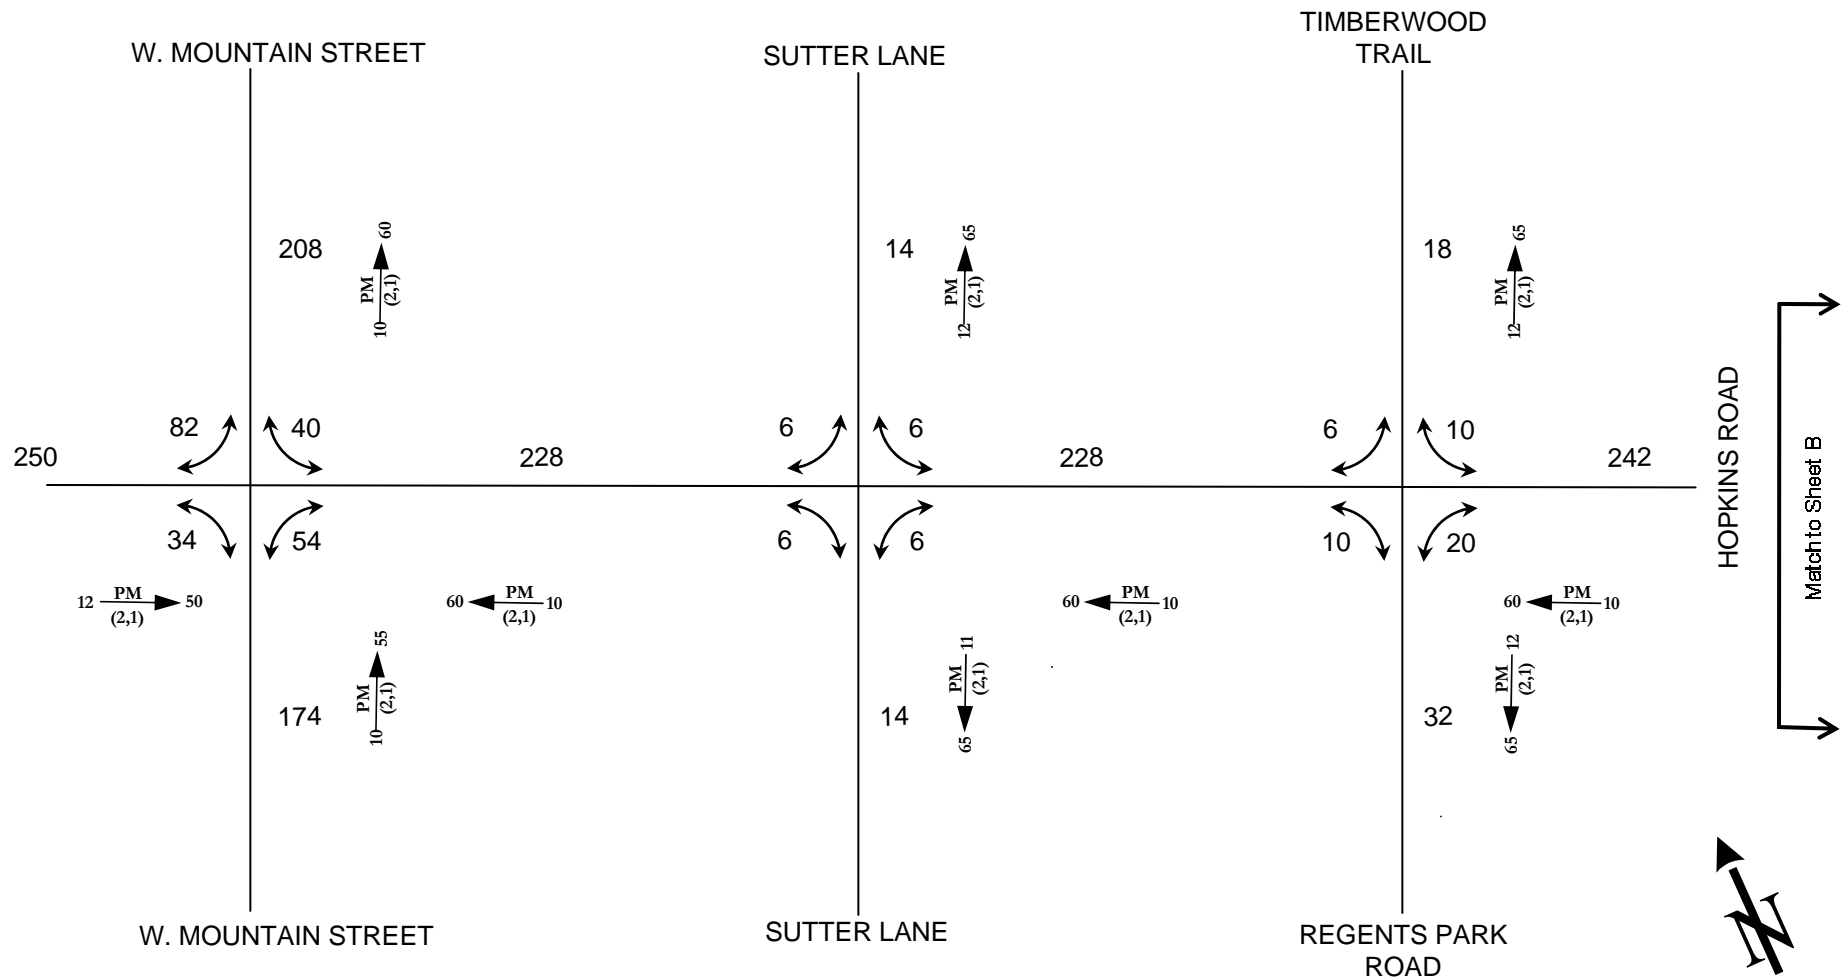 TIMBERWOOD
TRAIL
W. MOUNTAIN STREET
SUTTER LANE
208
60
PM
(2,1)
10
14
65
PM
(2,1)
12
18
65
PM
(2,1)
12
82
40
6
6
6
10
250
228
228
242
34
54
6
6
10
20
HOPKINS ROAD
Match to Sheet B
12 PM 50
(2,1)
60 PM 10
(2,1)
60 PM 10
(2,1)
60 PM 10
(2,1)
174
55
PM
(2,1)
10
14
11
PM
(2,1)
65
32
12
PM
(2,1)
65
W. MOUNTAIN STREET
SUTTER LANE
REGENTS PARK
ROAD
N